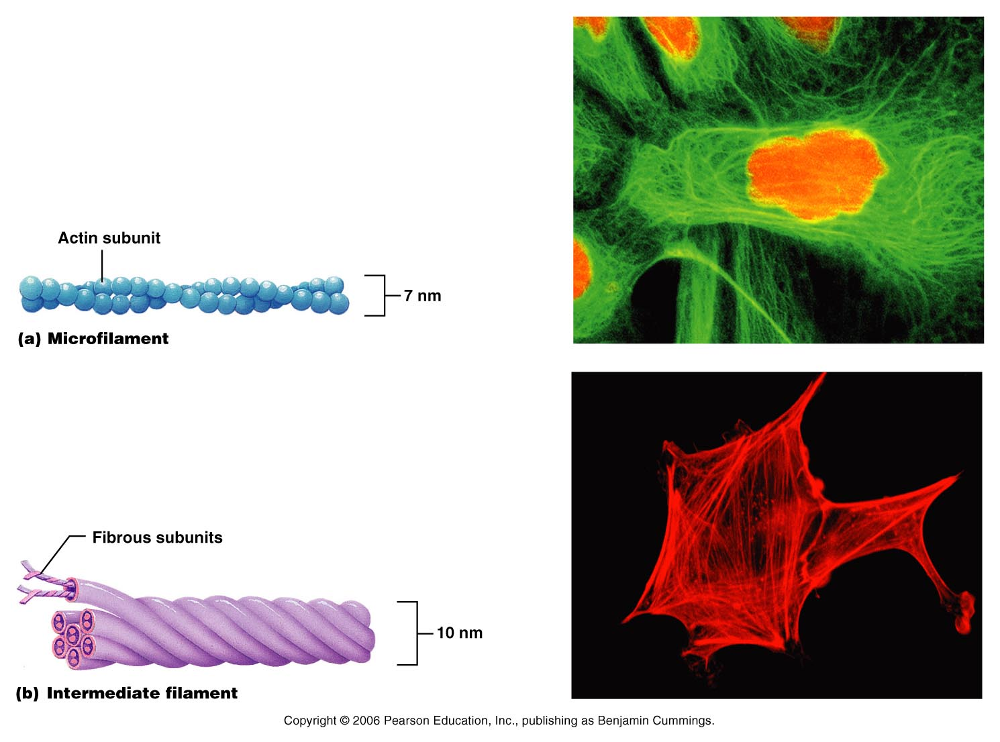 Actin subunit
7 nm
(a) Microfilament
Fibrous subunits
10 nm
(b) Intermediate filament
Copyright © 2006 Pearson Education, Inc., publishing as Benjamin Cummings.